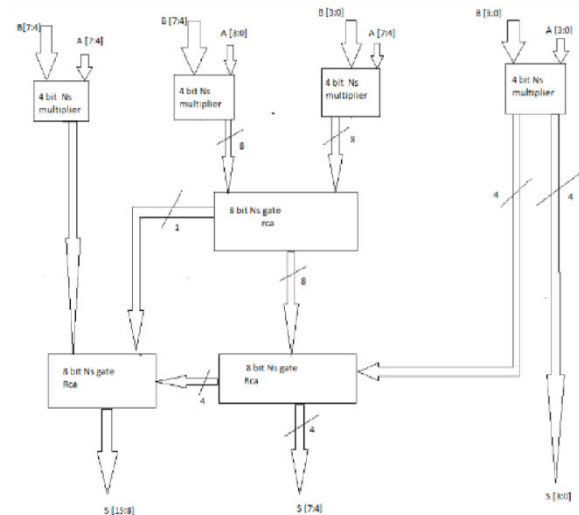 B[7:4]
A [7:4]
B [7:4]
A [3:0]
B [3:0]
A [7:4]
B [3:0]
A [3:0]
4 bit Ns
multiplier
4 bit Ns
multiplier
4 bit Ns
multiplier
4 bit Ns
multiplier
8
8
4
4
8 bit Ns gate
rca
1
8
8 bit Ns gate
Rca
8 bit Ns gate
Rca
4
4
S [15:8]
S [7:4]
S [3:0]